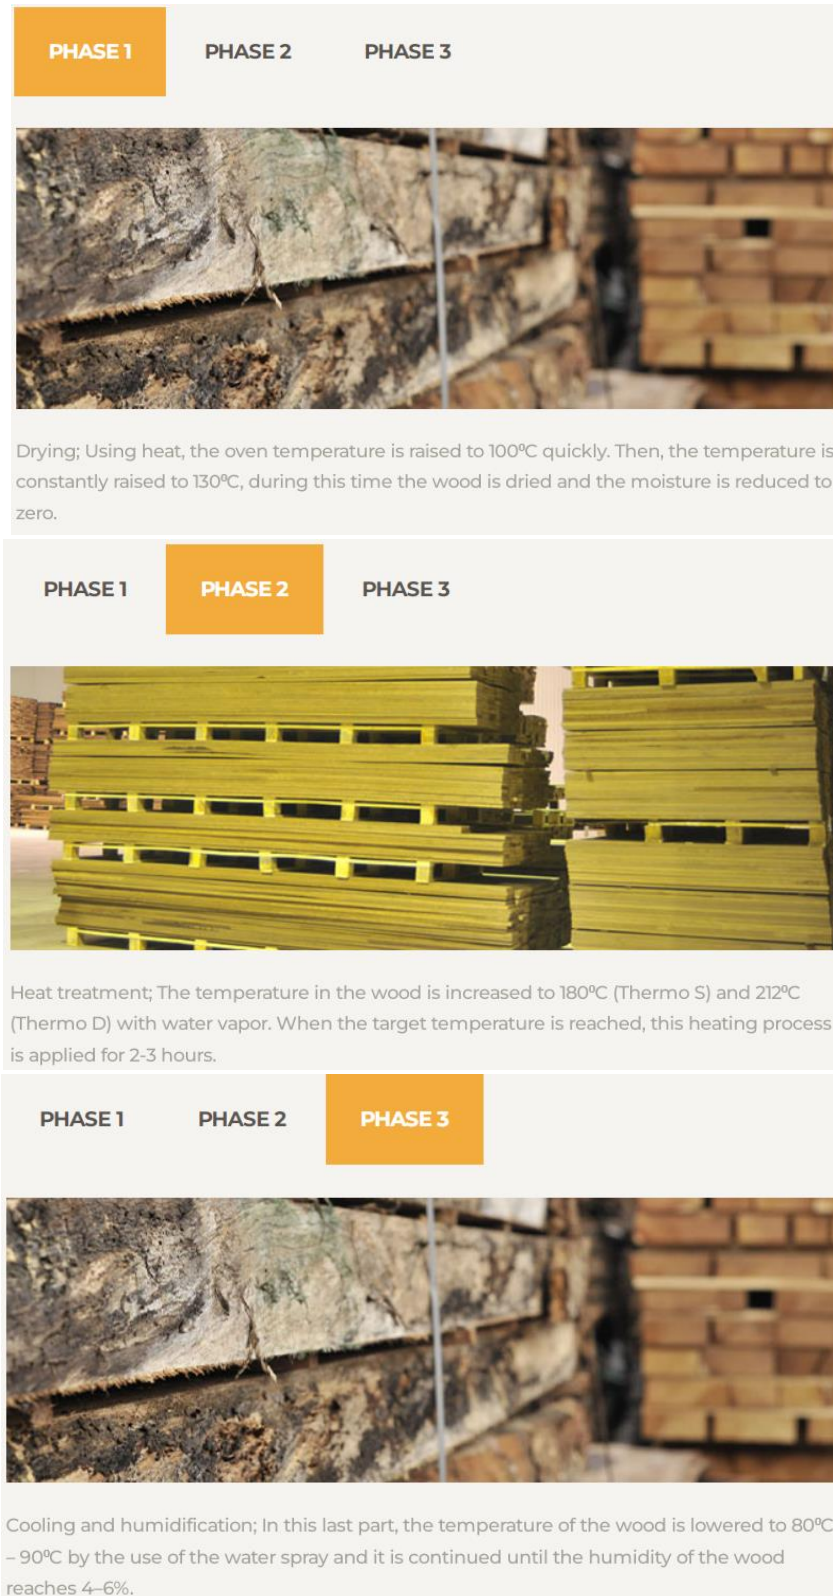 PHASE 1 PHASE 2 PHASE 3
Drying; Using heat, the oven temperature is raised to 100⁰C quickly. Then, the temperature is
constantly raised to 130⁰C, during this time the wood is dried and the moisture is reduced to
zero.
PHASE 1 PHASE 2 PHASE 3
Heat treatment; The temperature in the wood is increased to 180⁰C (Thermo S) and 212⁰C
(Thermo D) with water vapor. When the target temperature is reached, this heating process
is applied for 2-3 hours.
PHASE 1 PHASE 2 PHASE 3
Cooling and humidification; In this last part, the temperature of the wood is lowered to 80⁰C
– 90⁰C by the use of the water spray and it is continued until the humidity of the wood
reaches 4–6%.